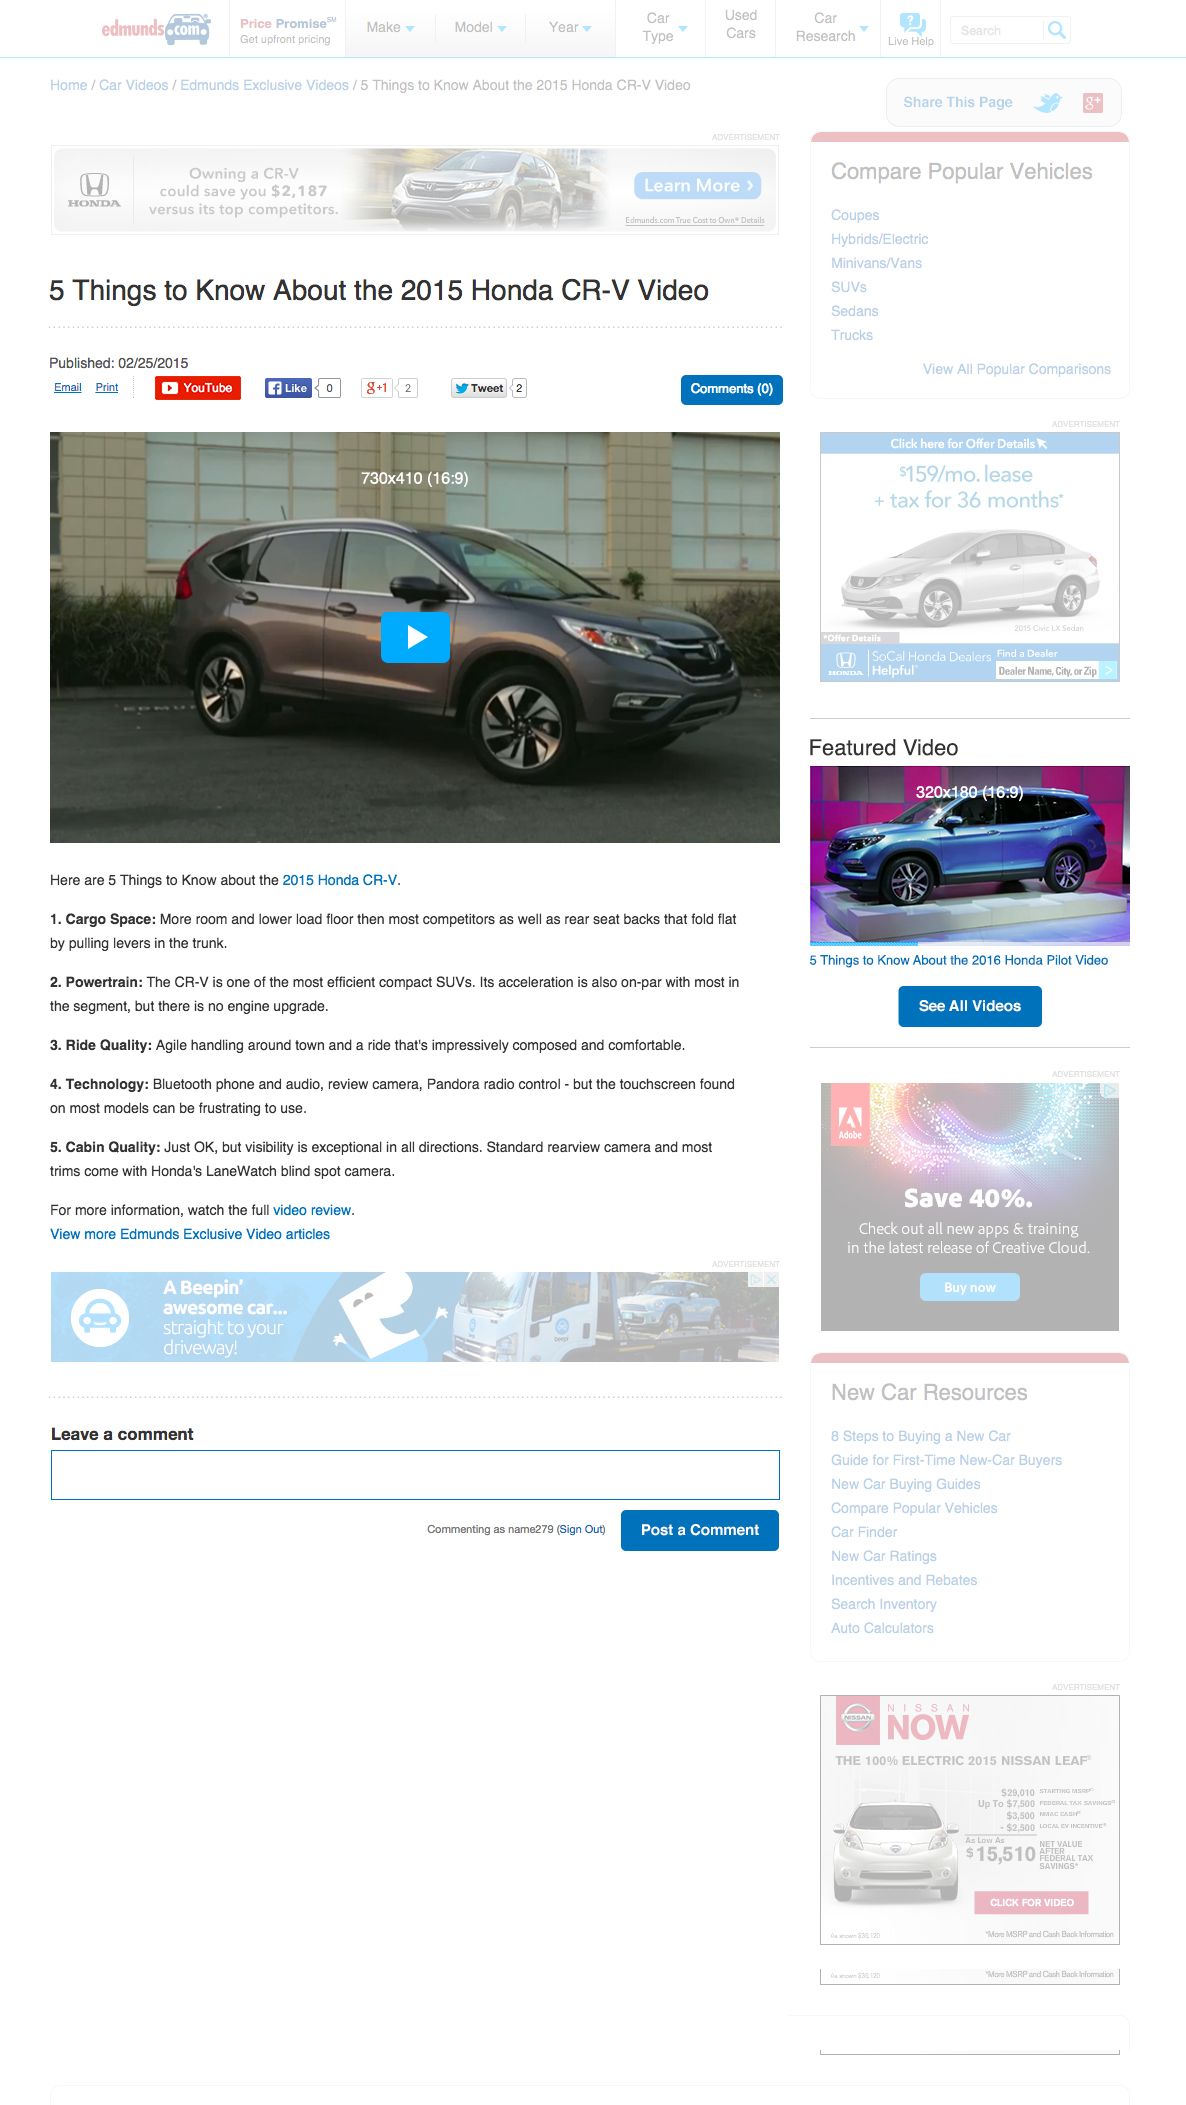 edmunds.com
Price Promise℠
Get upfront pricing
Make
Model
Year
Car
Type
Used
Cars
Car
Research
Live Help
Search
Home / Car Videos / Edmunds Exclusive Videos / 5 Things to Know About the 2015 Honda CR-V Video
Share This Page
g+
ADVERTISEMENT
HONDA
Owning a CR-V
could save you $2,187
versus its top competitors.
Learn More ›
Edmunds.com True Cost to Own® Details
5 Things to Know About the 2015 Honda CR-V Video
Published: 02/25/2015
Email
Print
YouTube
Like
0
g+1
2
Tweet
2
Comments (0)
730x410 (16:9)
Here are 5 Things to Know about the 2015 Honda CR-V.
1. Cargo Space: More room and lower load floor then most competitors as well as rear seat backs that fold flat
by pulling levers in the trunk.
2. Powertrain: The CR-V is one of the most efficient compact SUVs. Its acceleration is also on-par with most in
the segment, but there is no engine upgrade.
3. Ride Quality: Agile handling around town and a ride that's impressively composed and comfortable.
4. Technology: Bluetooth phone and audio, review camera, Pandora radio control - but the touchscreen found
on most models can be frustrating to use.
5. Cabin Quality: Just OK, but visibility is exceptional in all directions. Standard rearview camera and most
trims come with Honda's LaneWatch blind spot camera.
For more information, watch the full video review.
View more Edmunds Exclusive Video articles
ADVERTISEMENT
A Beepin'
awesome car...
straight to your
driveway!
beepi
Leave a comment
Commenting as name279 (Sign Out)
Post a Comment
Compare Popular Vehicles
Coupes
Hybrids/Electric
Minivans/Vans
SUVs
Sedans
Trucks
View All Popular Comparisons
ADVERTISEMENT
Click here for Offer Details
$159/mo. lease
+ tax for 36 months*
2015 Civic LX Sedan
*Offer Details
HONDA
SoCal Honda Dealers
Helpful
Find a Dealer
Dealer Name, City, or Zip
>
Featured Video
320x180 (16:9)
5 Things to Know About the 2016 Honda Pilot Video
See All Videos
ADVERTISEMENT
Adobe
Save 40%.
Check out all new apps & training
in the latest release of Creative Cloud.
Buy now
New Car Resources
8 Steps to Buying a New Car
Guide for First-Time New-Car Buyers
New Car Buying Guides
Compare Popular Vehicles
Car Finder
New Car Ratings
Incentives and Rebates
Search Inventory
Auto Calculators
ADVERTISEMENT
NISSAN
NISSAN
NOW
THE 100% ELECTRIC 2015 NISSAN LEAF®
$29,010 STARTING MSRP
Up To $7,500 FEDERAL TAX SAVINGS
$3,500 NMAC CASH
- $2,500 LOCAL EV INCENTIVE
As Low As
$15,510
NET VALUE
AFTER
FEDERAL TAX
SAVINGS*
CLICK FOR VIDEO
As shown $30,120
*More MSRP and Cash Back Information
As shown $30,120
*More MSRP and Cash Back Information